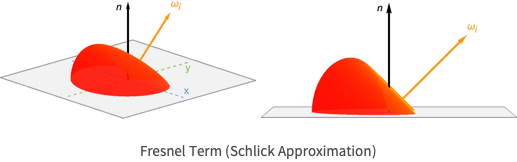 n ωi
y
x
n ωi
Fresnel Term (Schlick Approximation)